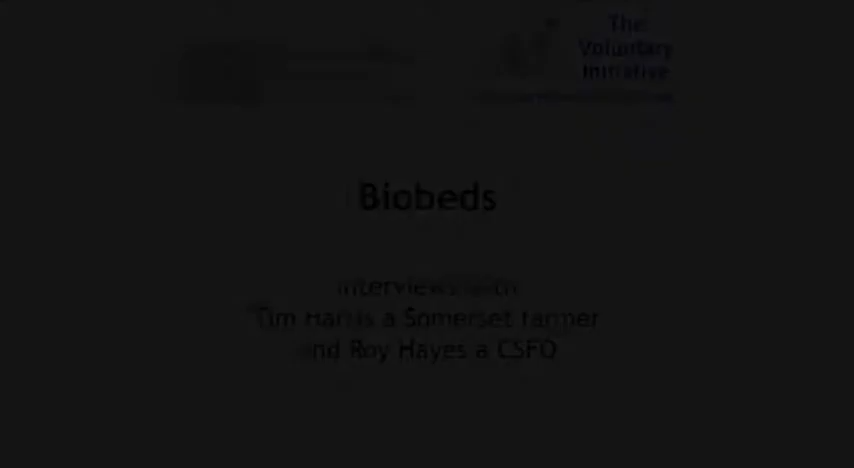 The
Voluntary
Initiative
Biobeds
Interviews with
Tim Harris a Somerset farmer
and Roy Hayes a CSFO